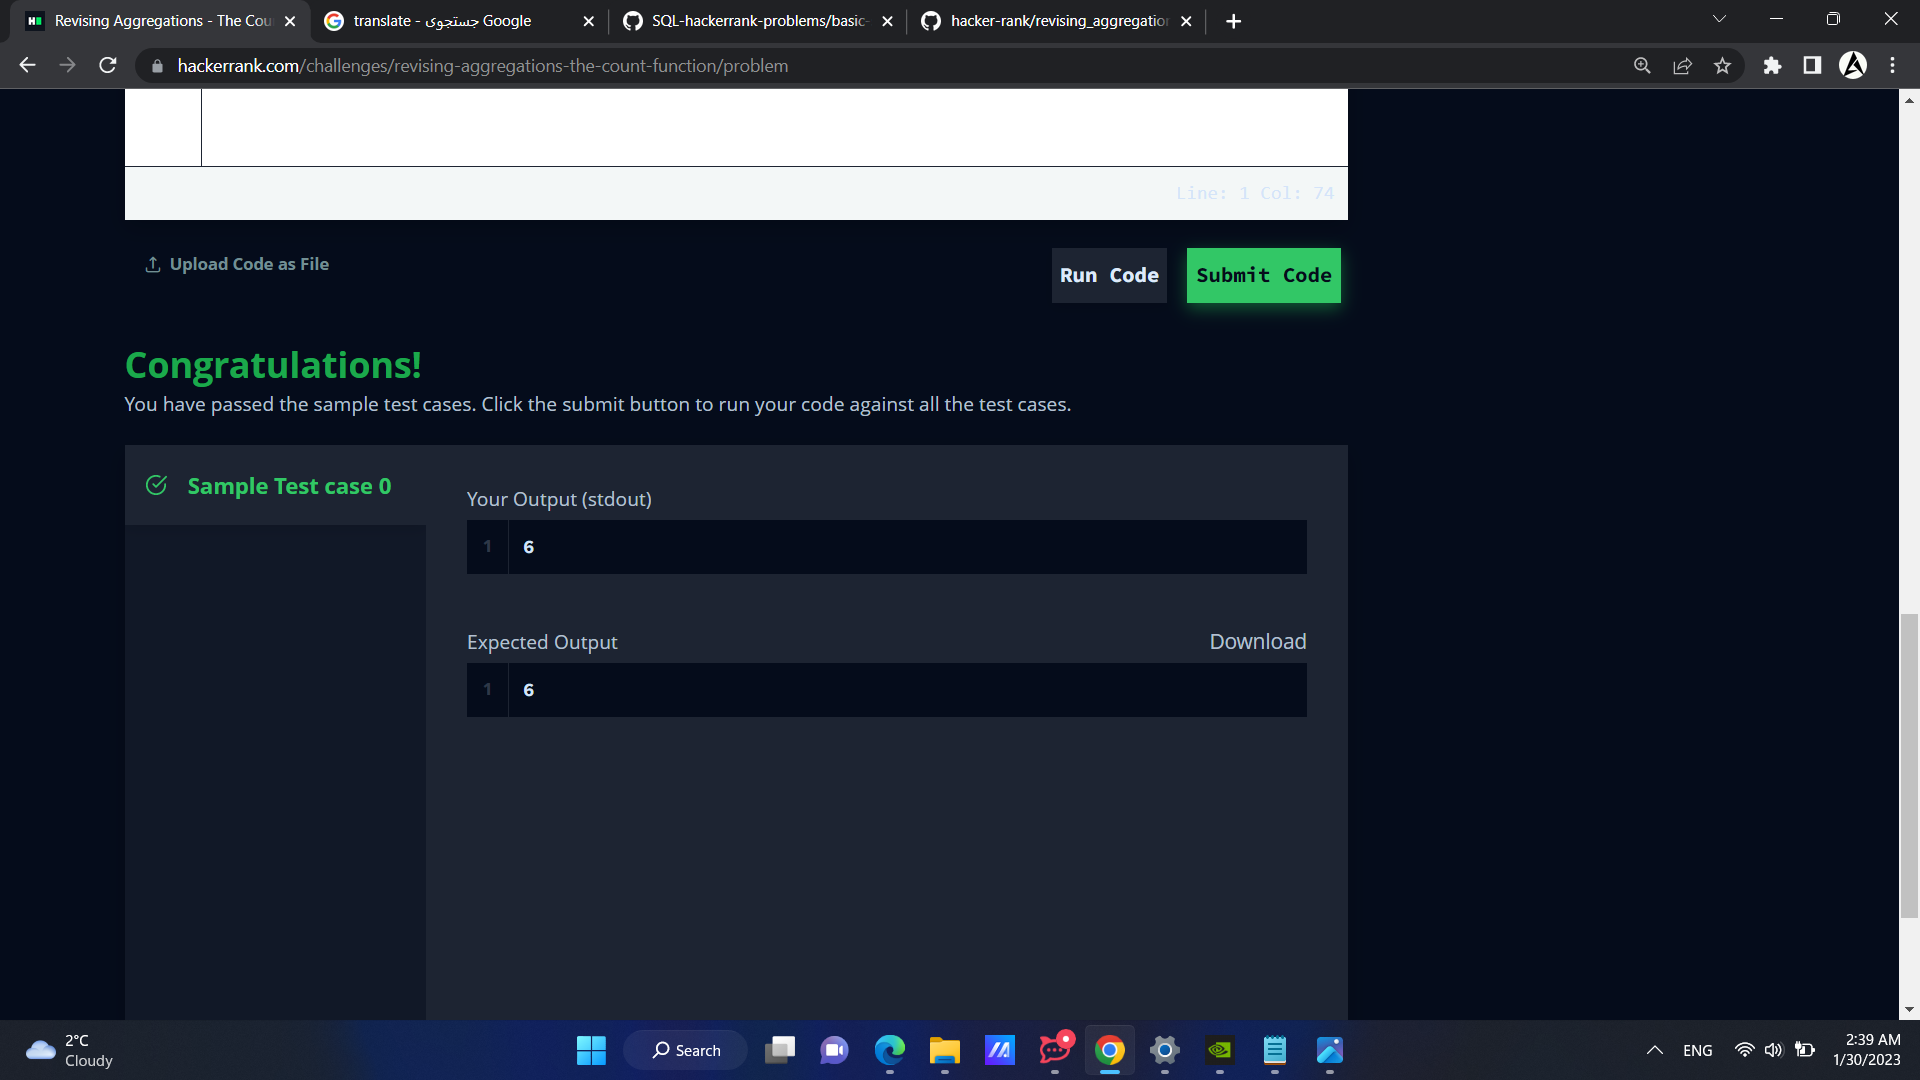 Revising Aggregations - The Cou
translate - جستجوی Google
SQL-hackerrank-problems/basic-
hacker-rank/revising_aggregation
hackerrank.com/challenges/revising-aggregations-the-count-function/problem
Line: 1 Col: 74
Upload Code as File
Run Code
Submit Code
Congratulations!
You have passed the sample test cases. Click the submit button to run your code against all the test cases.
Sample Test case 0
Your Output (stdout)
1 6
Expected Output
Download
1 6
2°C
Cloudy
Search
ENG
2:39 AM
1/30/2023